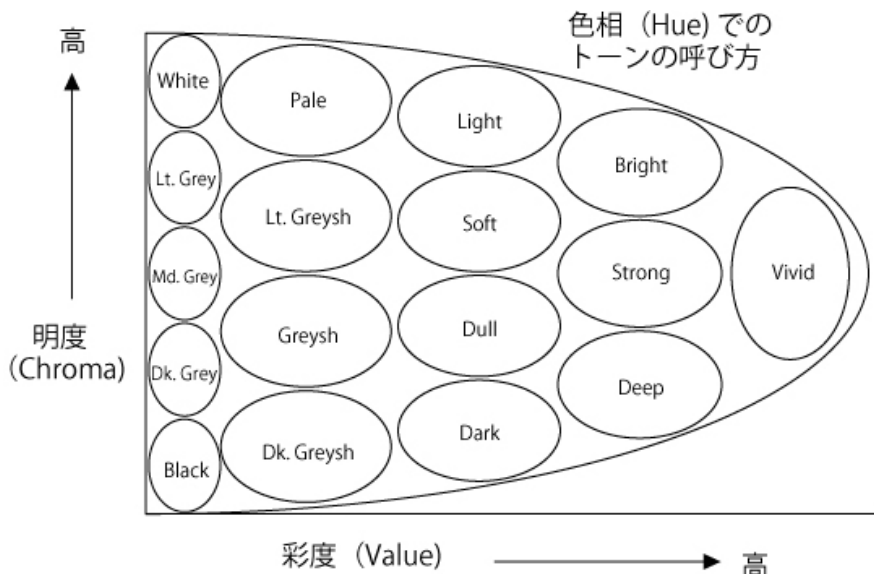 色相（Hue) での
トーンの呼び方
高
White
Pale
Light
Bright
Lt. Grey
Lt. Greysh
Soft
Strong
Vivid
Md. Grey
明度
（Chroma)
Greysh
Dull
Dk. Grey
Deep
Dk. Greysh
Dark
Black
彩度（Value)
高